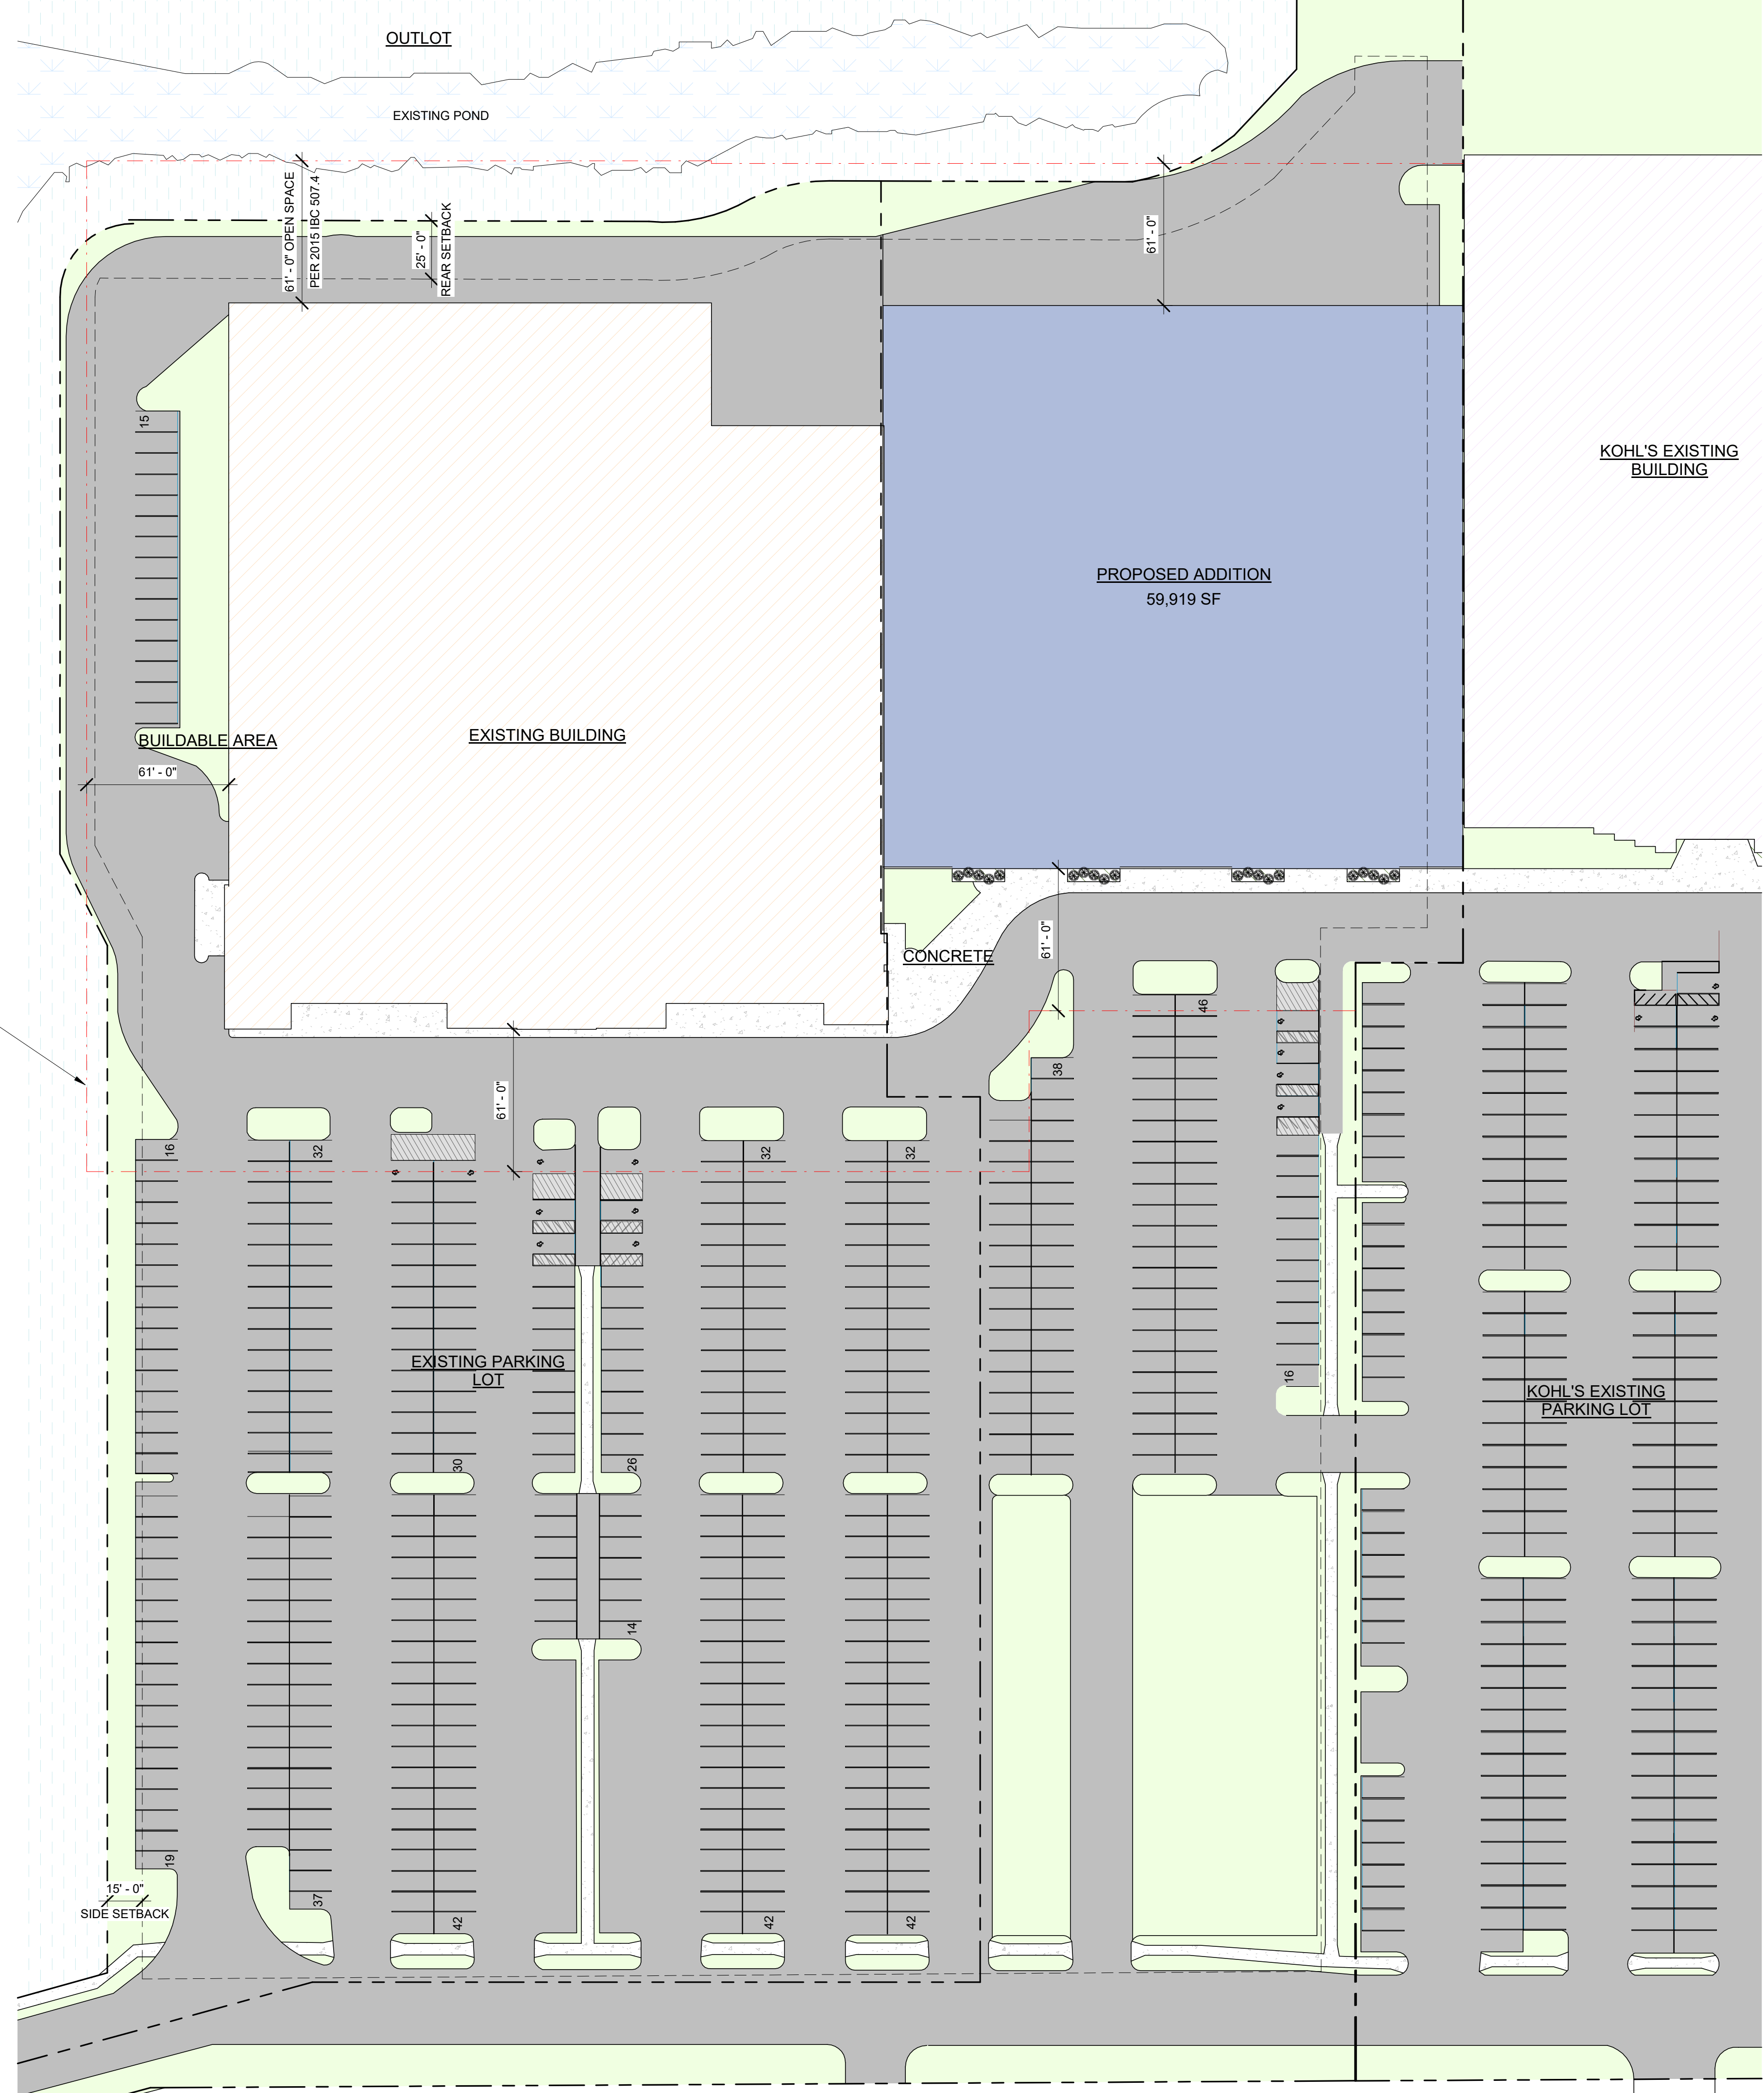 OUTLOT
EXISTING POND
61' - 0" OPEN SPACE
PER 2015 IBC 507.4
25' - 0"
REAR SETBACK
61' - 0"
15
KOHL'S EXISTING
BUILDING
PROPOSED ADDITION
59,919 SF
EXISTING BUILDING
BUILDABLE AREA
61' - 0"
CONCRETE
61' - 0"
61' - 0"
46
38
16
32
32
32
EXISTING PARKING
LOT
16
KOHL'S EXISTING
PARKING LOT
30
26
14
19
15' - 0"
SIDE SETBACK
37
42
42
42